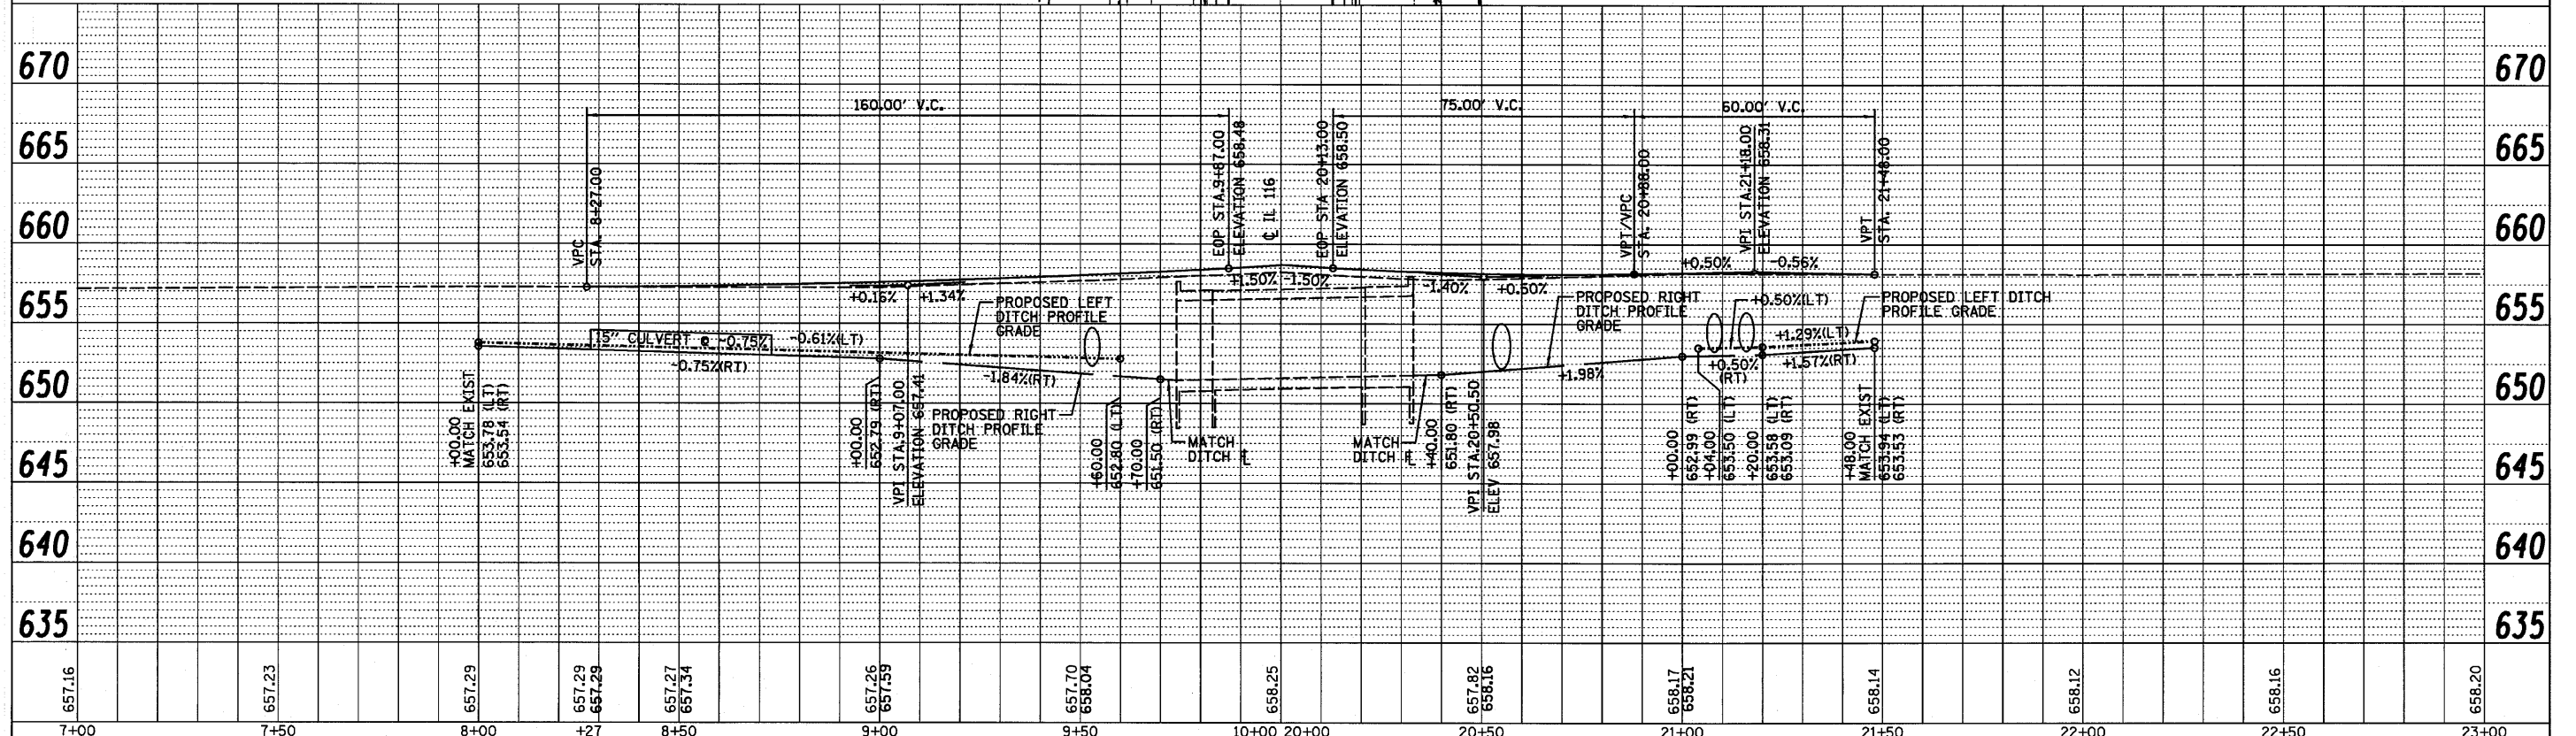 670
670
665
665
660
660
655
655
650
650
645
645
640
640
635
635
160.00' V.C.
75.00' V.C.
60.00' V.C.
VPC
STA. 8+27.00
EOP STA.9+87.00
ELEVATION 658.48
℄ IL 116
EOP STA 20+13.00
ELEVATION 658.50
VPT/VPC
STA. 20+88.00
VPI STA.21+18.00
ELEVATION 658.31
VPT
STA. 21+48.00
+0.16%
+1.34%
+1.50%
-1.50%
-1.40%
+0.50%
+0.50%
-0.56%
PROPOSED LEFT
DITCH PROFILE
GRADE
PROPOSED RIGHT
DITCH PROFILE
GRADE
+0.50%(LT)
PROPOSED LEFT DITCH
PROFILE GRADE
15" CULVERT @ -0.75%
-0.61%(LT)
-0.75%(RT)
-1.84%(RT)
+1.98%
+0.50%
(RT)
+1.29%(LT)
+1.57%(RT)
+00.00
MATCH EXIST
653.78 (LT)
653.54 (RT)
+00.00
652.79 (RT)
VPI STA.9+07.00
ELEVATION 657.41
PROPOSED RIGHT
DITCH PROFILE
GRADE
+60.00
652.80 (LT)
+70.00
651.50 (RT)
MATCH
DITCH ℄
MATCH
DITCH ℄
+40.00
651.80 (RT)
VPI STA.20+50.50
ELEV 657.98
+00.00
652.99 (RT)
+04.00
653.50 (LT)
+20.00
653.58 (LT)
653.09 (RT)
+48.00
MATCH EXIST
653.94 (LT)
653.53 (RT)
657.16
657.23
657.29
657.29
657.29
657.27
657.34
657.26
657.59
657.70
658.04
658.25
657.82
658.16
658.17
658.21
658.14
658.12
658.16
658.20
7+00
7+50
8+00
+27
8+50
9+00
9+50
10+00 20+00
20+50
21+00
21+50
22+00
22+50
23+00